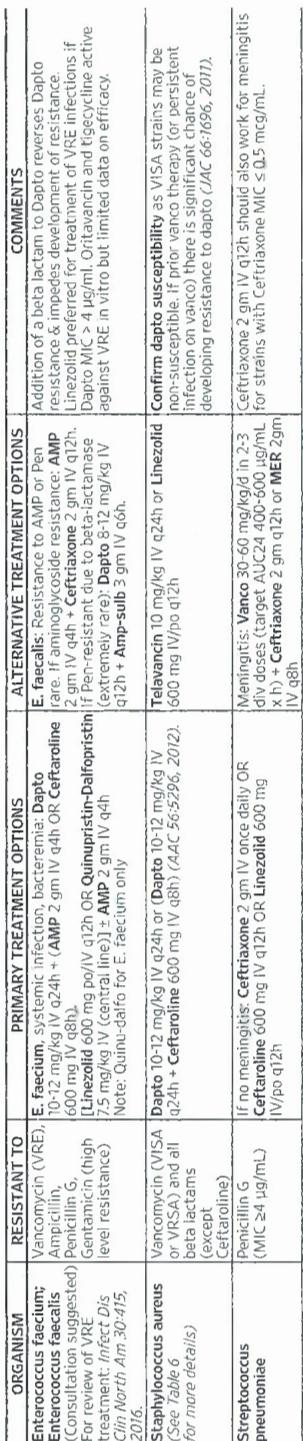 ORGANISM
RESISTANT TO
PRIMARY TREATMENT OPTIONS
ALTERNATIVE TREATMENT OPTIONS
COMMENTS
Enterococcus faecium;
Enterococcus faecalis
(Consultation suggested)
For review of VRE
treatment: Infect Dis
Clin North Am 30:415,
2016.
Vancomycin (VRE),
Ampicillin,
Penicillin G,
Gentamicin (high
level resistance)
E. faecium, systemic infection, bacteremia: Dapto
10-12 mg/kg IV q24h + (AMP 2 gm IV q4h OR Ceftaroline
600 mg IV q8h)
[Linezolid 600 mg po/IV q12h OR Quinupristin-Dalfopristin
7.5 mg/kg IV (central line)] ± AMP 2 gm IV q4h
Note: Quinu-dalfo for E. faecium only
E. faecalis: Resistance to AMP or Pen
rare. If aminoglycoside resistance: AMP
2 gm IV q4h + Ceftriaxone 2 gm IV q12h.
If Pen-resistant due to beta-lactamase
(extremely rare): Dapto 8-12 mg/kg IV
q12h + Amp-sulb 3 gm IV q6h.
Addition of a beta lactam to Dapto reverses Dapto
resistance & impedes development of resistance.
Linezolid preferred for treatment of VRE infections if
Dapto MIC > 4 µg/ml. Oritavancin and tigecycline active
against VRE in vitro but limited data on efficacy.
Staphylococcus aureus
(See Table 6
for more details)
Vancomycin (VISA
or VRSA) and all
beta lactams
(except
Ceftaroline)
Dapto 10-12 mg/kg IV q24h or (Dapto 10-12 mg/kg IV
q24h + Ceftaroline 600 mg IV q8h) (AAC 56:5296, 2012).
Telavancin 10 mg/kg IV q24h or Linezolid
600 mg IV/po q12h
Confirm dapto susceptibility as VISA strains may be
non-susceptible. If prior vanco therapy (or persistent
infection on vanco) there is significant chance of
developing resistance to dapto (JAC 66:1696, 2011).
Streptococcus
pneumoniae
Penicillin G
(MIC ≥4 µg/mL)
If no meningitis: Ceftriaxone 2 gm IV once daily OR
Ceftaroline 600 mg IV q12h OR Linezolid 600 mg
IV/po q12h
Meningitis: Vanco 30-60 mg/kg/d in 2-3
div doses (target AUC24 400-600 µg/mL
x h) + Ceftriaxone 2 gm q12h or MER 2gm
IV q8h
Ceftriaxone 2 gm IV q12h should also work for meningitis
for strains with Ceftriaxone MIC ≤ 0.5 mcg/mL.